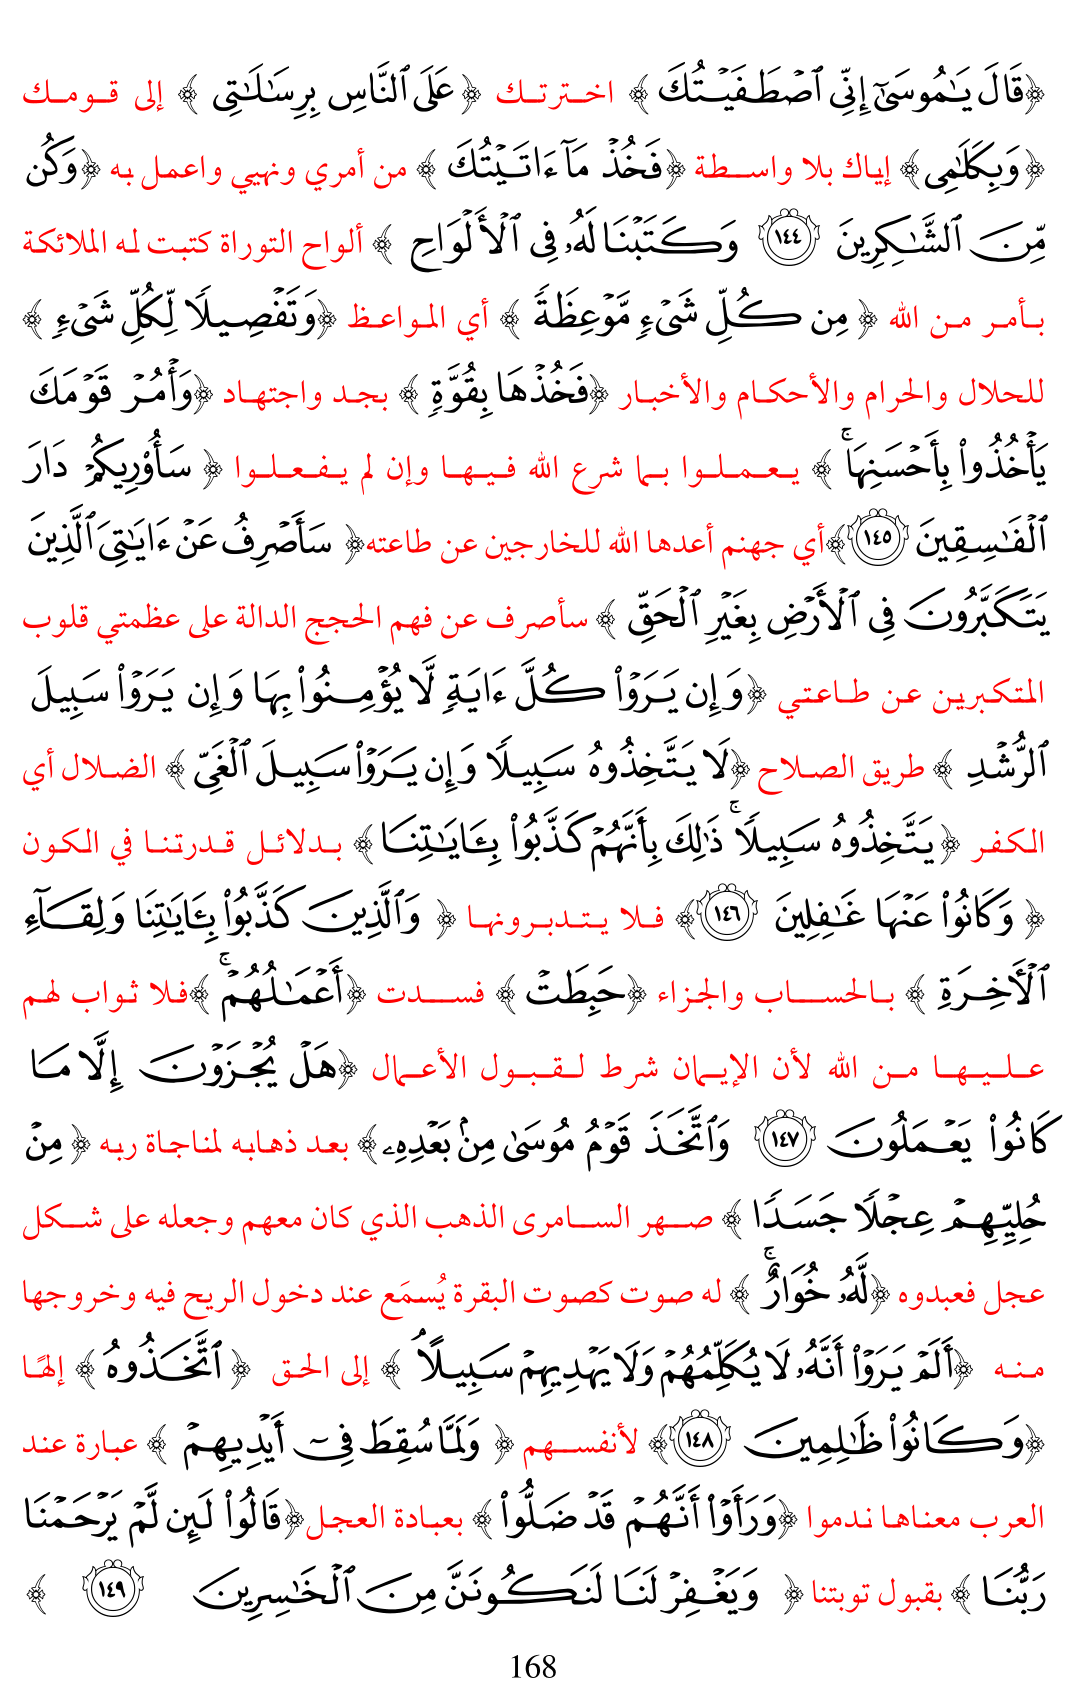 ﴿قَالَ يَـٰمُوسَىٰٓ إِنِّى ٱصۡطَفَيۡتُكَ ﴾ اخترتك ﴿ عَلَى ٱلنَّاسِ بِرِسَـٰلَـٰتِى ﴾ إلى قومك
﴿ وَبِكَلَـٰمِى﴾ إياك بلا واسطة ﴿فَخُذۡ مَآ ءَاتَيۡتُكَ ﴾ من أمري ونهيي واعمل به ﴿وَكُن
مِّنَ ٱلشَّـٰكِرِينَ ١٤٤ وَكَتَبۡنَا لَهُۥ فِى ٱلۡأَلۡوَاحِ ﴾ ألواح التوراة كتبت له الملائكة
بأمر من الله ﴿ مِن كُلِّ شَىۡءٍ مَّوۡعِظَةً ﴾ أي المواعظ ﴿وَتَفۡصِيلًا لِّكُلِّ شَىۡءٍ ﴾
للحلال والحرام والأحكام والأخبار ﴿فَخُذۡهَا بِقُوَّةٍ ﴾ بجد واجتهاد ﴿وَأۡمُرۡ قَوۡمَكَ
يَأۡخُذُواْ بِأَحۡسَنِهَاۚ ﴾ يعملوا بما شرع الله فيها وإن لم يفعلوا ﴿ سَأُوْرِيكُمۡ دَارَ
ٱلۡفَـٰسِقِينَ ١٤٥﴾أي جهنم أعدها الله للخارجين عن طاعته﴿ سَأَصۡرِفُ عَنۡ ءَايَـٰتِىَ ٱلَّذِينَ
يَتَكَبَّرُونَ فِى ٱلۡأَرۡضِ بِغَيۡرِ ٱلۡحَقِّ ﴾ سأصرف عن فهم الحجج الدالة على عظمتي قلوب
المتكبرين عن طاعتي ﴿وَإِن يَرَوۡاْ كُلَّ ءَايَةٍ لَّا يُؤۡمِنُواْ بِهَا وَإِن يَرَوۡاْ سَبِيلَ
ٱلرُّشۡدِ ﴾ طريق الصلاح ﴿لَا يَتَّخِذُوهُ سَبِيلًا وَإِن يَرَوۡاْ سَبِيلَ ٱلۡغَىِّ ﴾ الضلال أي
الكفر ﴿يَتَّخِذُوهُ سَبِيلًاۚ ذَٰلِكَ بِأَنَّهُمۡ كَذَّبُواْ بِـَٔايَـٰتِنَا﴾ بدلائل قدرتنا في الكون
﴿ وَكَانُواْ عَنۡهَا غَـٰفِلِينَ ١٤٦﴾ فلا يتدبرونها ﴿ وَٱلَّذِينَ كَذَّبُواْ بِـَٔايَـٰتِنَا وَلِقَآءِ
ٱلۡأَخِرَةِ ﴾ بالحساب والجزاء ﴿حَبِطَتۡ ﴾ فسدت ﴿أَعۡمَـٰلُهُمۡۚ ﴾فلا ثواب لهم
عليها من الله لأن الإيمان شرط لقبول الأعمال ﴿هَلۡ يُجۡزَوۡنَ إِلَّا مَا
كَانُواْ يَعۡمَلُونَ ١٤٧ وَٱتَّخَذَ قَوۡمُ مُوسَىٰ مِنۢ بَعۡدِهِۦ﴾ بعد ذهابه لمناجاة ربه ﴿ مِنۡ
حُلِيِّهِمۡ عِجۡلًا جَسَدًا ﴾ صهر السامرى الذهب الذي كان معهم وجعله على شكل
عجل فعبدوه ﴿لَّهُۥ خُوَارٌۚ ﴾ له صوت كصوت البقرة يُسمَع عند دخول الريح فيه وخروجها
منه ﴿أَلَمۡ يَرَوۡاْ أَنَّهُۥ لَا يُكَلِّمُهُمۡ وَلَا يَهۡدِيهِمۡ سَبِيلًاۘ ﴾ إلى الحق ﴿ ٱتَّخَذُوهُ ﴾ إلهًا
﴿وَكَانُواْ ظَـٰلِمِينَ ١٤٨﴾ لأنفسهم ﴿ وَلَمَّا سُقِطَ فِىٓ أَيۡدِيهِمۡ ﴾ عبارة عند
العرب معناها ندموا ﴿وَرَأَوۡاْ أَنَّهُمۡ قَدۡ ضَلُّواْ ﴾ بعبادة العجل﴿قَالُواْ لَئِن لَّمۡ يَرۡحَمۡنَا
رَبُّنَا ﴾ بقبول توبتنا ﴿ وَيَغۡفِرۡ لَنَا لَنَكُونَنَّ مِنَ ٱلۡخَـٰسِرِينَ ١٤٩ ﴾
168